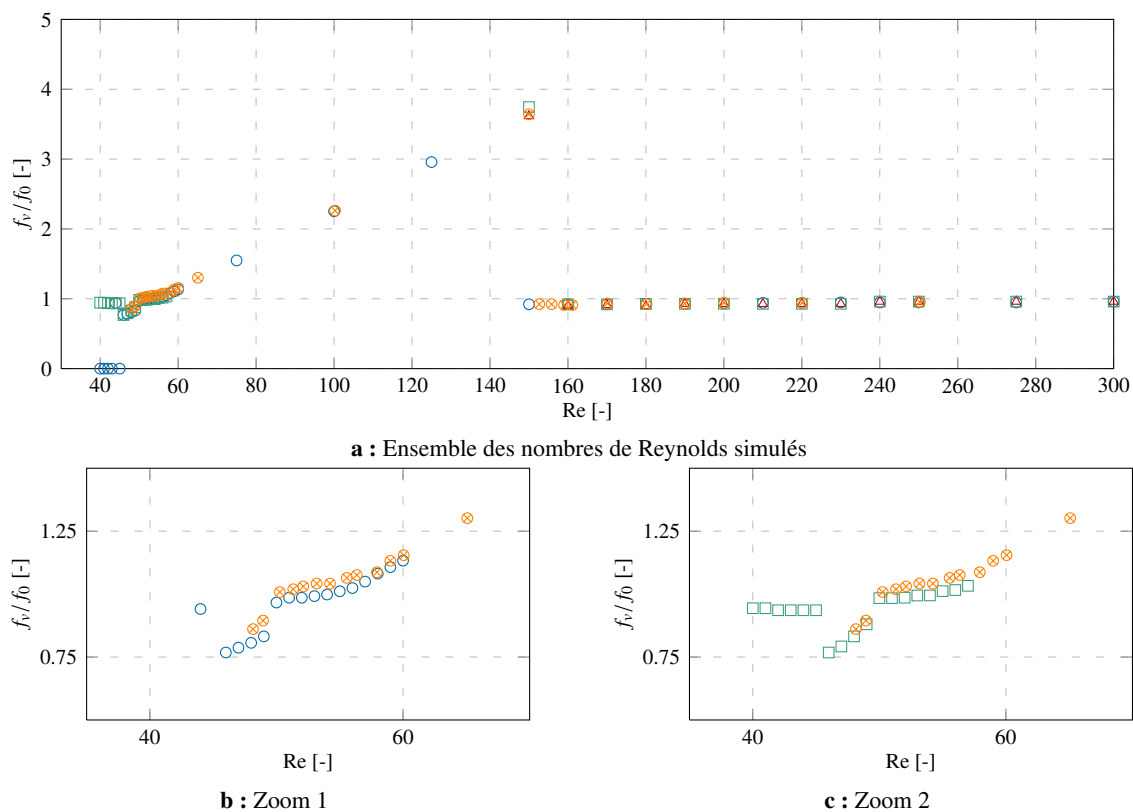 5
4
3
2
1
0
f_v/f_0 [-]
40 60 80 100 120 140 160 180 200 220 240 260 280 300
Re [-]
a : Ensemble des nombres de Reynolds simulés
1.25
0.75
f_v/f_0 [-]
40 60
Re [-]
b : Zoom 1
1.25
0.75
f_v/f_0 [-]
40 60
Re [-]
c : Zoom 2